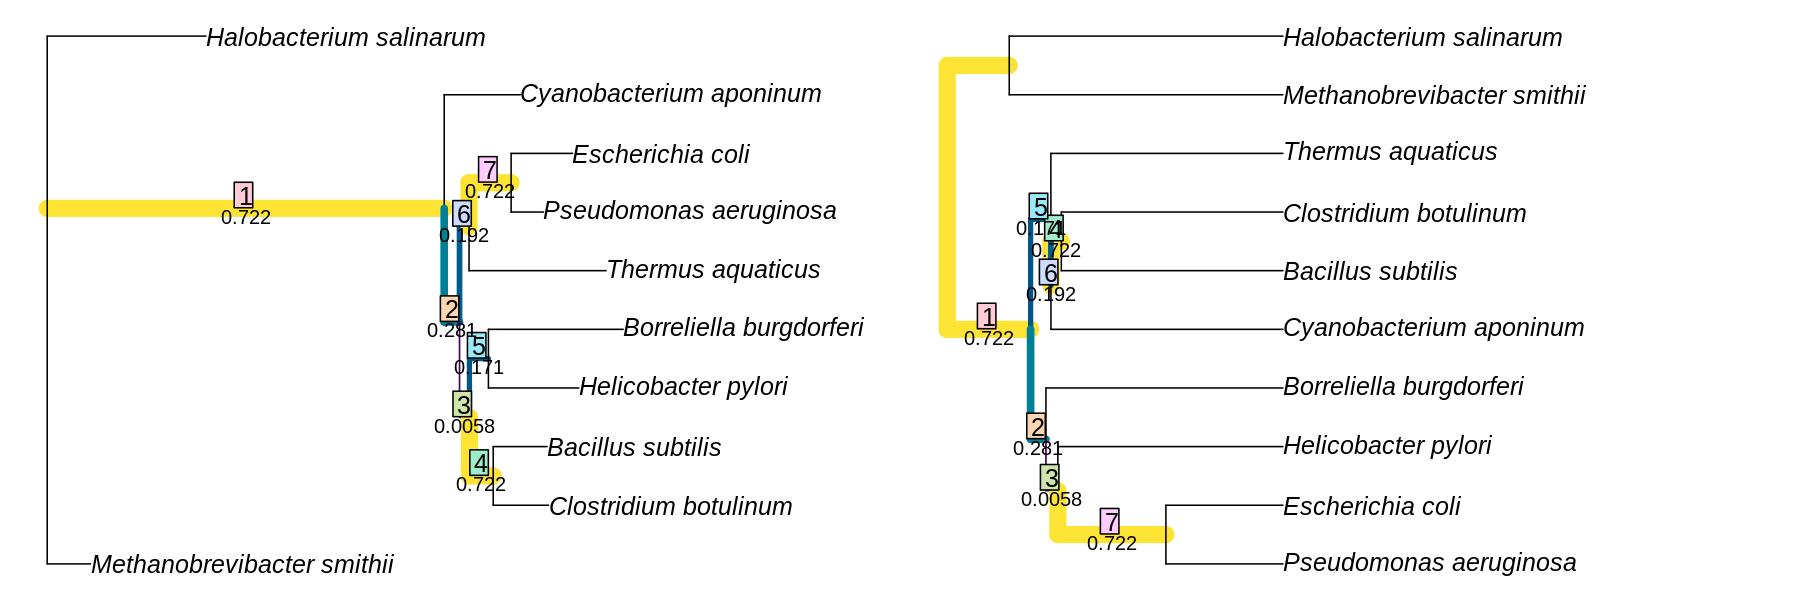 Halobacterium salinarum
Cyanobacterium aponinum
Escherichia coli
7
0.722
1
0.722
6
0.192
Pseudomonas aeruginosa
Thermus aquaticus
2
0.281
Borreliella burgdorferi
5
0.171
Helicobacter pylori
3
0.0058
Bacillus subtilis
4
0.722
Clostridium botulinum
Methanobrevibacter smithii
Halobacterium salinarum
Methanobrevibacter smithii
Thermus aquaticus
5
0.171
Clostridium botulinum
4
0.722
6
0.192
Bacillus subtilis
1
0.722
Cyanobacterium aponinum
Borreliella burgdorferi
2
0.281
Helicobacter pylori
3
0.0058
Escherichia coli
7
0.722
Pseudomonas aeruginosa